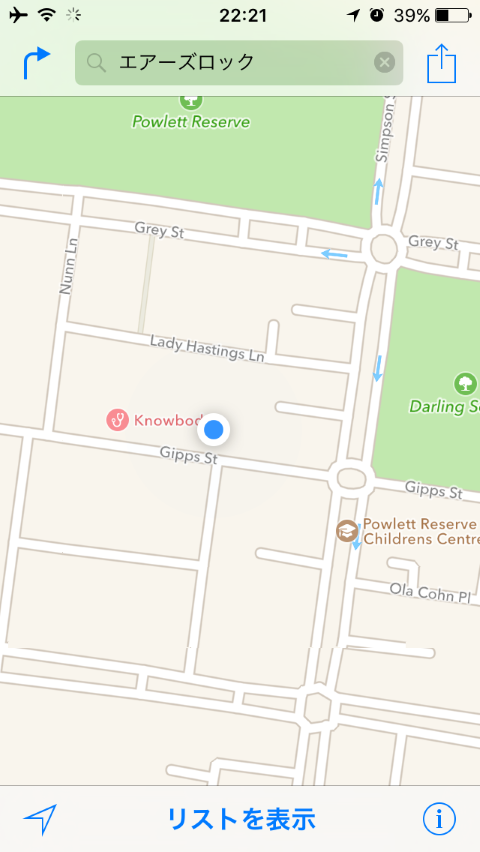 22:21
39%
エアーズロック
Powlett Reserve
Simpson S
Grey St
Grey St
Nunn Ln
Lady Hastings Ln
Darling S
Knowbod
Gipps St
Gipps St
Powlett Reserve
Childrens Centre
Ola Cohn Pl
リストを表示